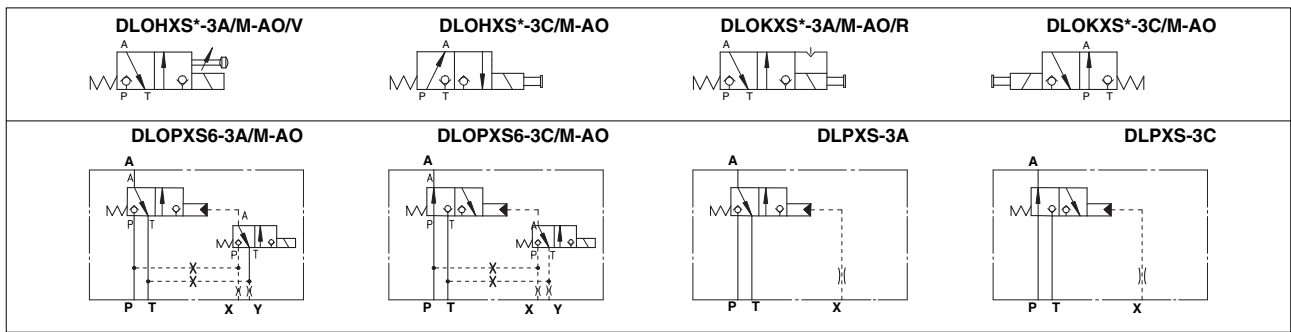 DLOHXS*-3A/M-AO/V
A
P T
DLOHXS*-3C/M-AO
A
P T
DLOKXS*-3A/M-AO/R
A
P T
DLOKXS*-3C/M-AO
A
P T
DLOPXS6-3A/M-AO
A
A
P T
A
P T
P T X Y
DLOPXS6-3C/M-AO
A
A
P T
A
P T
P T X Y
DLPXS-3A
A
P T X
DLPXS-3C
A
P T X